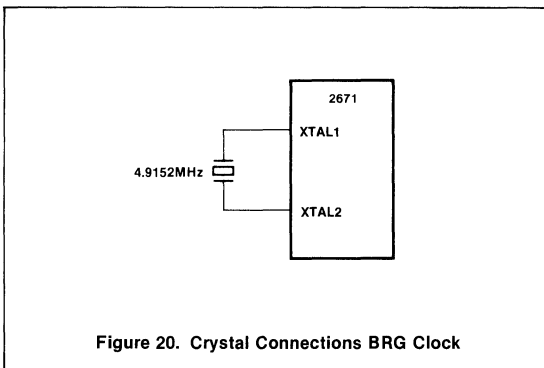 2671
XTAL1
4.9152MHz
XTAL2
Figure 20. Crystal Connections BRG Clock